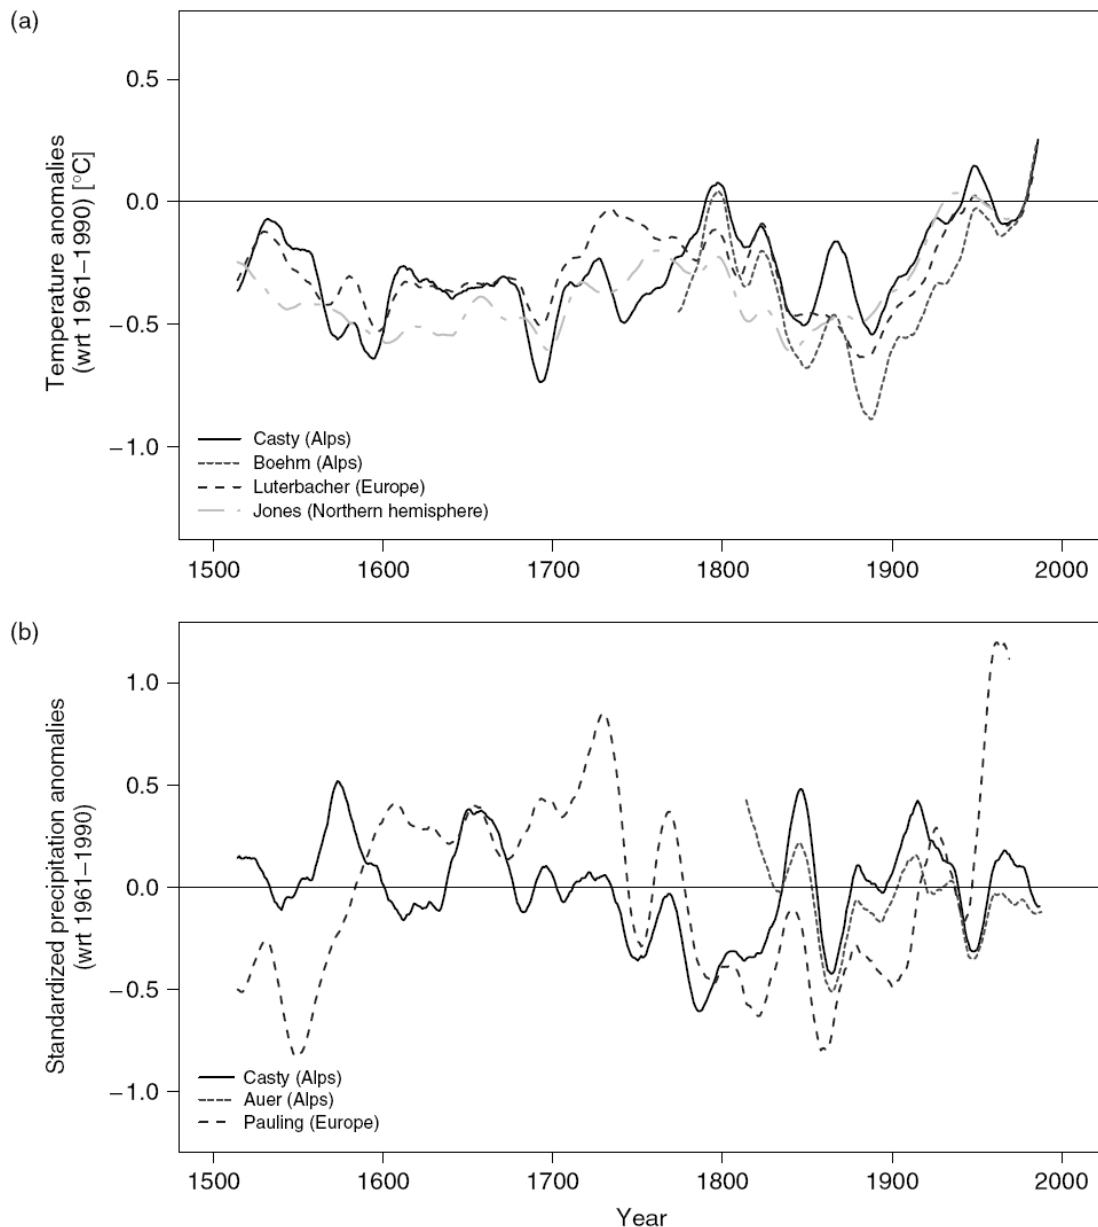 (a)
Temperature anomalies
(wrt 1961–1990) [°C]
0.5
0.0
−0.5
−1.0
Casty (Alps)
Boehm (Alps)
Luterbacher (Europe)
Jones (Northern hemisphere)
1500 1600 1700 1800 1900 2000
(b)
Standardized precipitation anomalies
(wrt 1961–1990)
1.0
0.5
0.0
−0.5
−1.0
Casty (Alps)
Auer (Alps)
Pauling (Europe)
1500 1600 1700 1800 1900 2000
Year